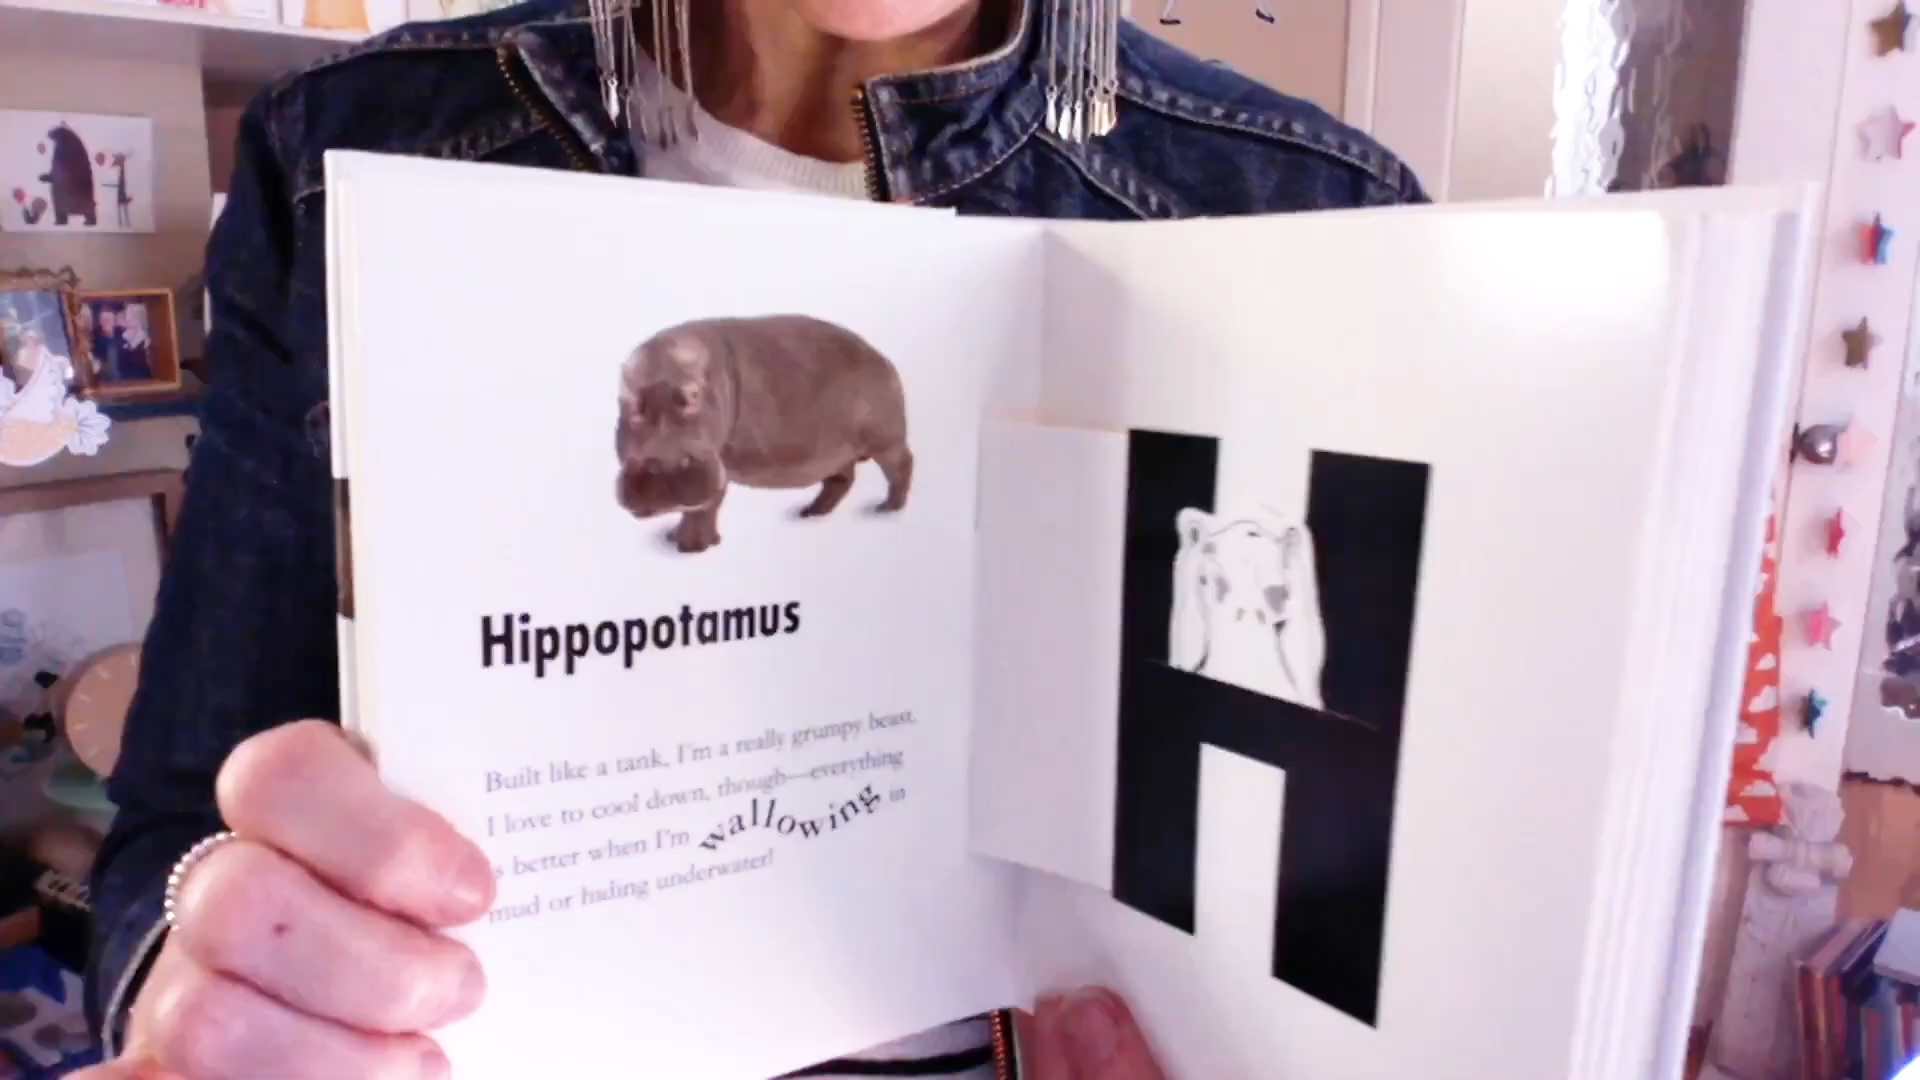 Hippopotamus
Built like a tank, I'm a really grumpy beast.
I love to cool down, though—everything
is better when I'm wallowing in
mud or hiding underwater!
H